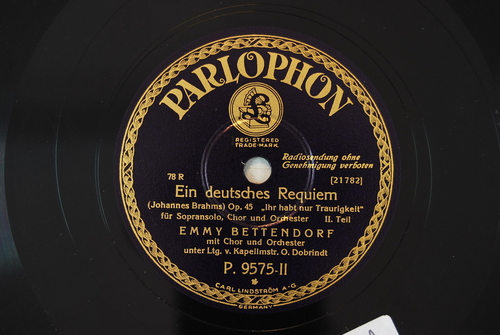 PARLOPHON
REGISTERED
TRADE-MARK
Radiosendung ohne
Genehmigung verboten
78 R
[21782]
Ein deutsches Requiem
(Johannes Brahms) Op. 45 „Ihr habt nur Traurigkeit“
für Sopransolo, Chor und Orchester II. Teil
EMMY BETTENDORF
mit Chor und Orchester
unter Ltg. v. Kapellmstr. O. Dobrindt
P. 9575-II
CARL LINDSTRÖM A-G
GERMANY